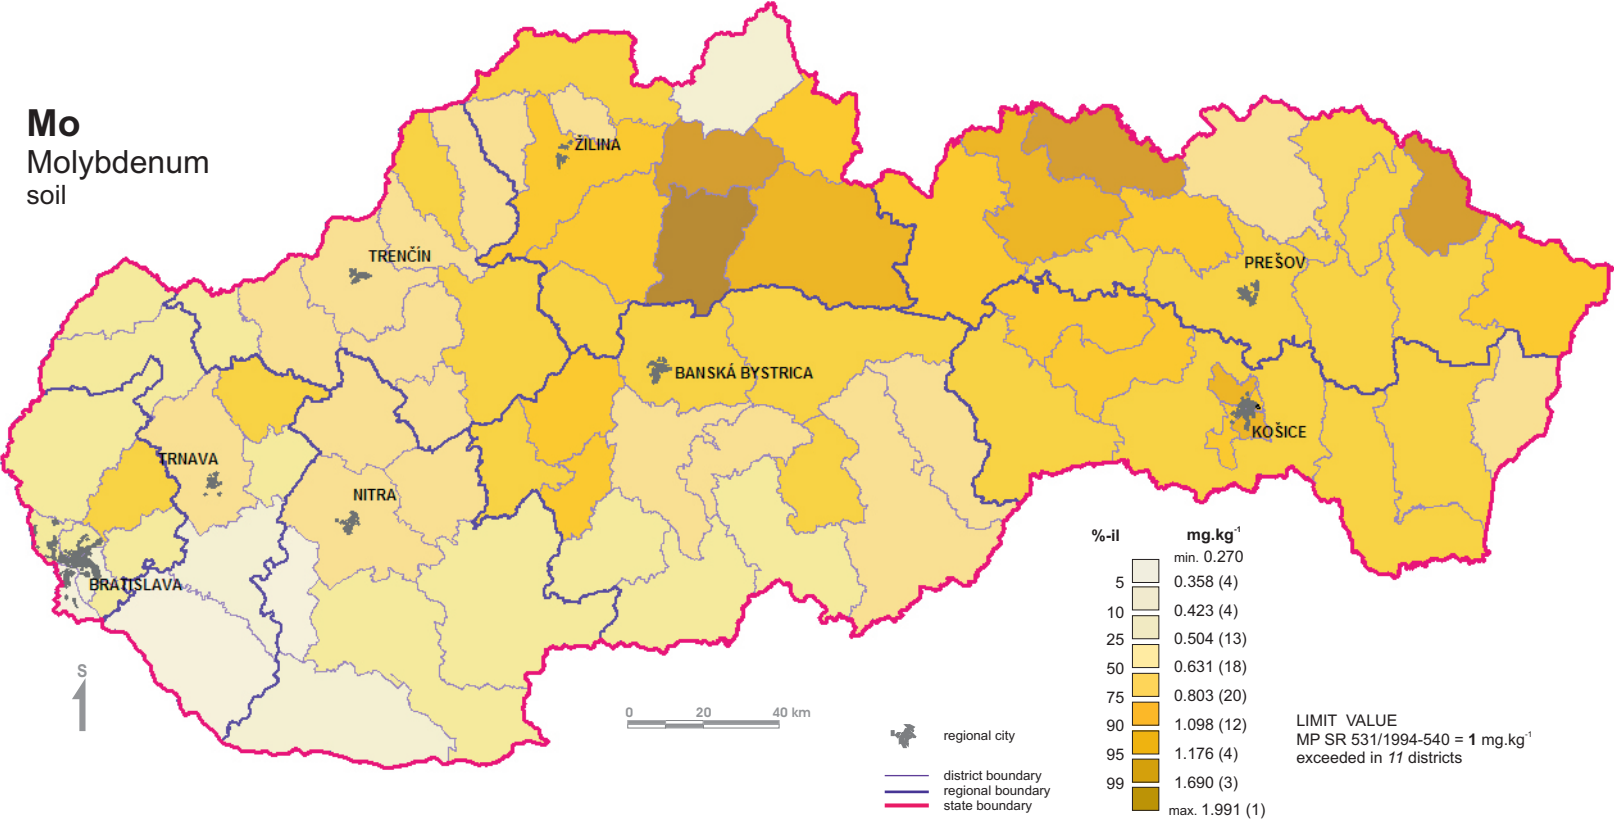 Mo
Molybdenum
soil
ŽILINA
TRENČÍN
PREŠOV
BANSKÁ BYSTRICA
KOŠICE
TRNAVA
NITRA
BRATISLAVA
S
0 20 40 km
regional city
district boundary
regional boundary
state boundary
%-il mg.kg⁻¹
min. 0.270
5 0.358 (4)
10 0.423 (4)
25 0.504 (13)
50 0.631 (18)
75 0.803 (20)
90 1.098 (12)
95 1.176 (4)
99 1.690 (3)
max. 1.991 (1)
LIMIT VALUE
MP SR 531/1994-540 = 1 mg.kg⁻¹
exceeded in 11 districts